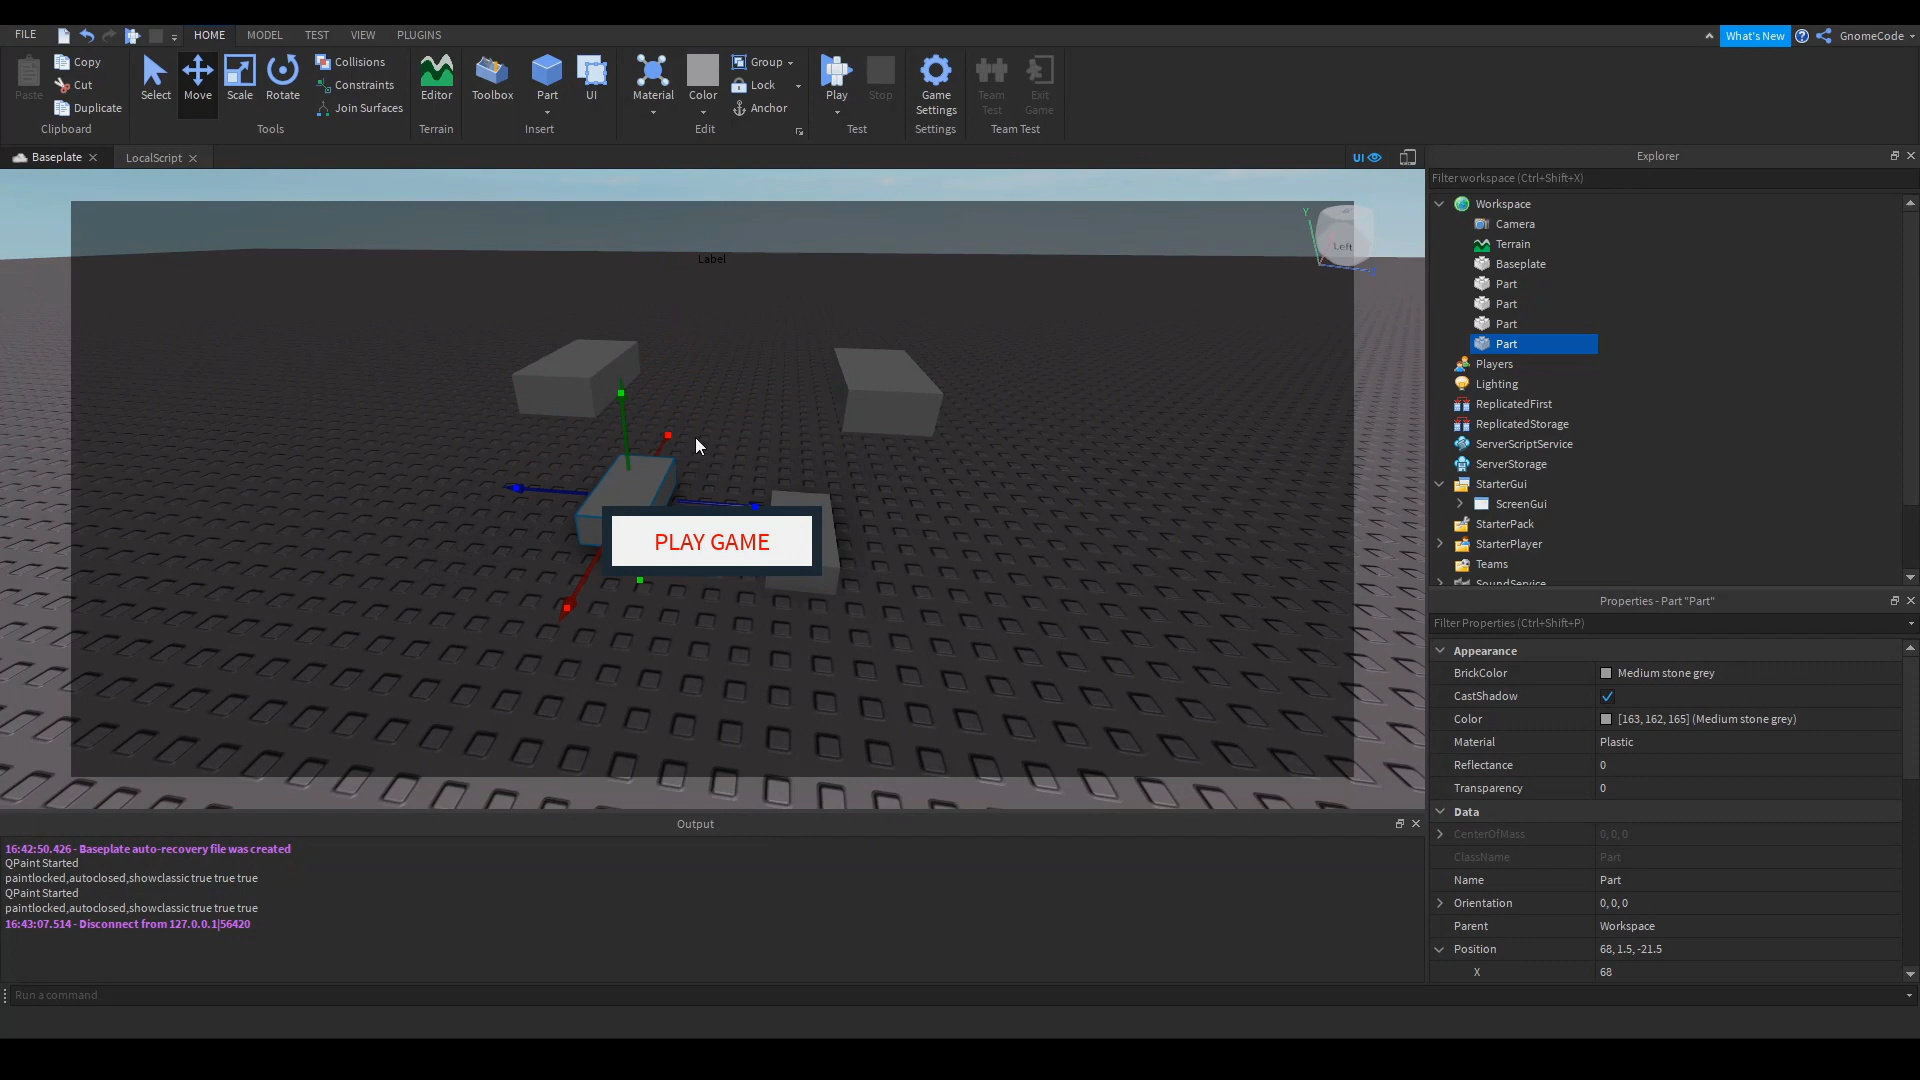 FILE HOME MODEL TEST VIEW PLUGINS What's New GnomeCode
Paste Copy Cut Duplicate Clipboard
Select Move Scale Rotate Collisions Constraints Join Surfaces Tools
Editor Terrain
Toolbox Part UI Insert
Material Color Group Lock Anchor Edit
Play Stop Test
Game Settings Settings
Team Test Exit Game Team Test
Baseplate LocalScript UI
Y
Left
Label
PLAY GAME
Explorer
Filter workspace (Ctrl+Shift+X)
Workspace
Camera
Terrain
Baseplate
Part
Part
Part
Part
Players
Lighting
ReplicatedFirst
ReplicatedStorage
ServerScriptService
ServerStorage
StarterGui
ScreenGui
StarterPack
StarterPlayer
Teams
SoundService
Properties - Part "Part"
Filter Properties (Ctrl+Shift+P)
Appearance
BrickColor Medium stone grey
CastShadow
Color [163, 162, 165] (Medium stone grey)
Material Plastic
Reflectance 0
Transparency 0
Data
CenterOfMass 0, 0, 0
ClassName Part
Name Part
Orientation 0, 0, 0
Parent Workspace
Position 68, 1.5, -21.5
X 68
Output
16:42:50.426 - Baseplate auto-recovery file was created
QPaint Started
paintlocked,autoclosed,showclassic true true true
QPaint Started
paintlocked,autoclosed,showclassic true true true
16:43:07.514 - Disconnect from 127.0.0.1|56420
Run a command